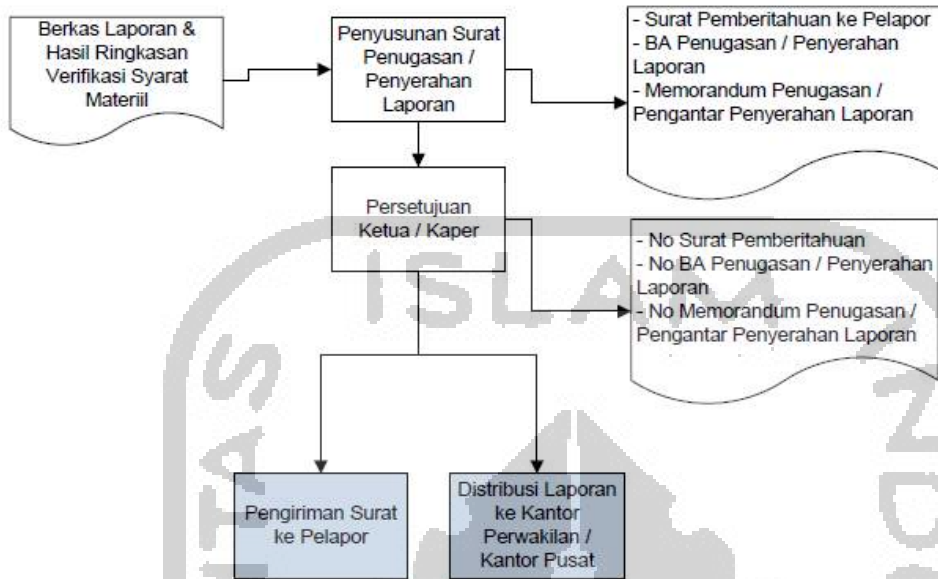 Berkas Laporan &
Hasil Ringkasan
Verifikasi Syarat
Materiil
Penyusunan Surat
Penugasan /
Penyerahan
Laporan
- Surat Pemberitahuan ke Pelapor
- BA Penugasan / Penyerahan
Laporan
- Memorandum Penugasan /
Pengantar Penyerahan Laporan
Persetujuan
Ketua / Kaper
- No Surat Pemberitahuan
- No BA Penugasan / Penyerahan
Laporan
- No Memorandum Penugasan /
Pengantar Penyerahan Laporan
ISLAM
ITAS
Pengiriman Surat
ke Pelapor
Distribusi Laporan
ke Kantor
Perwakilan /
Kantor Pusat